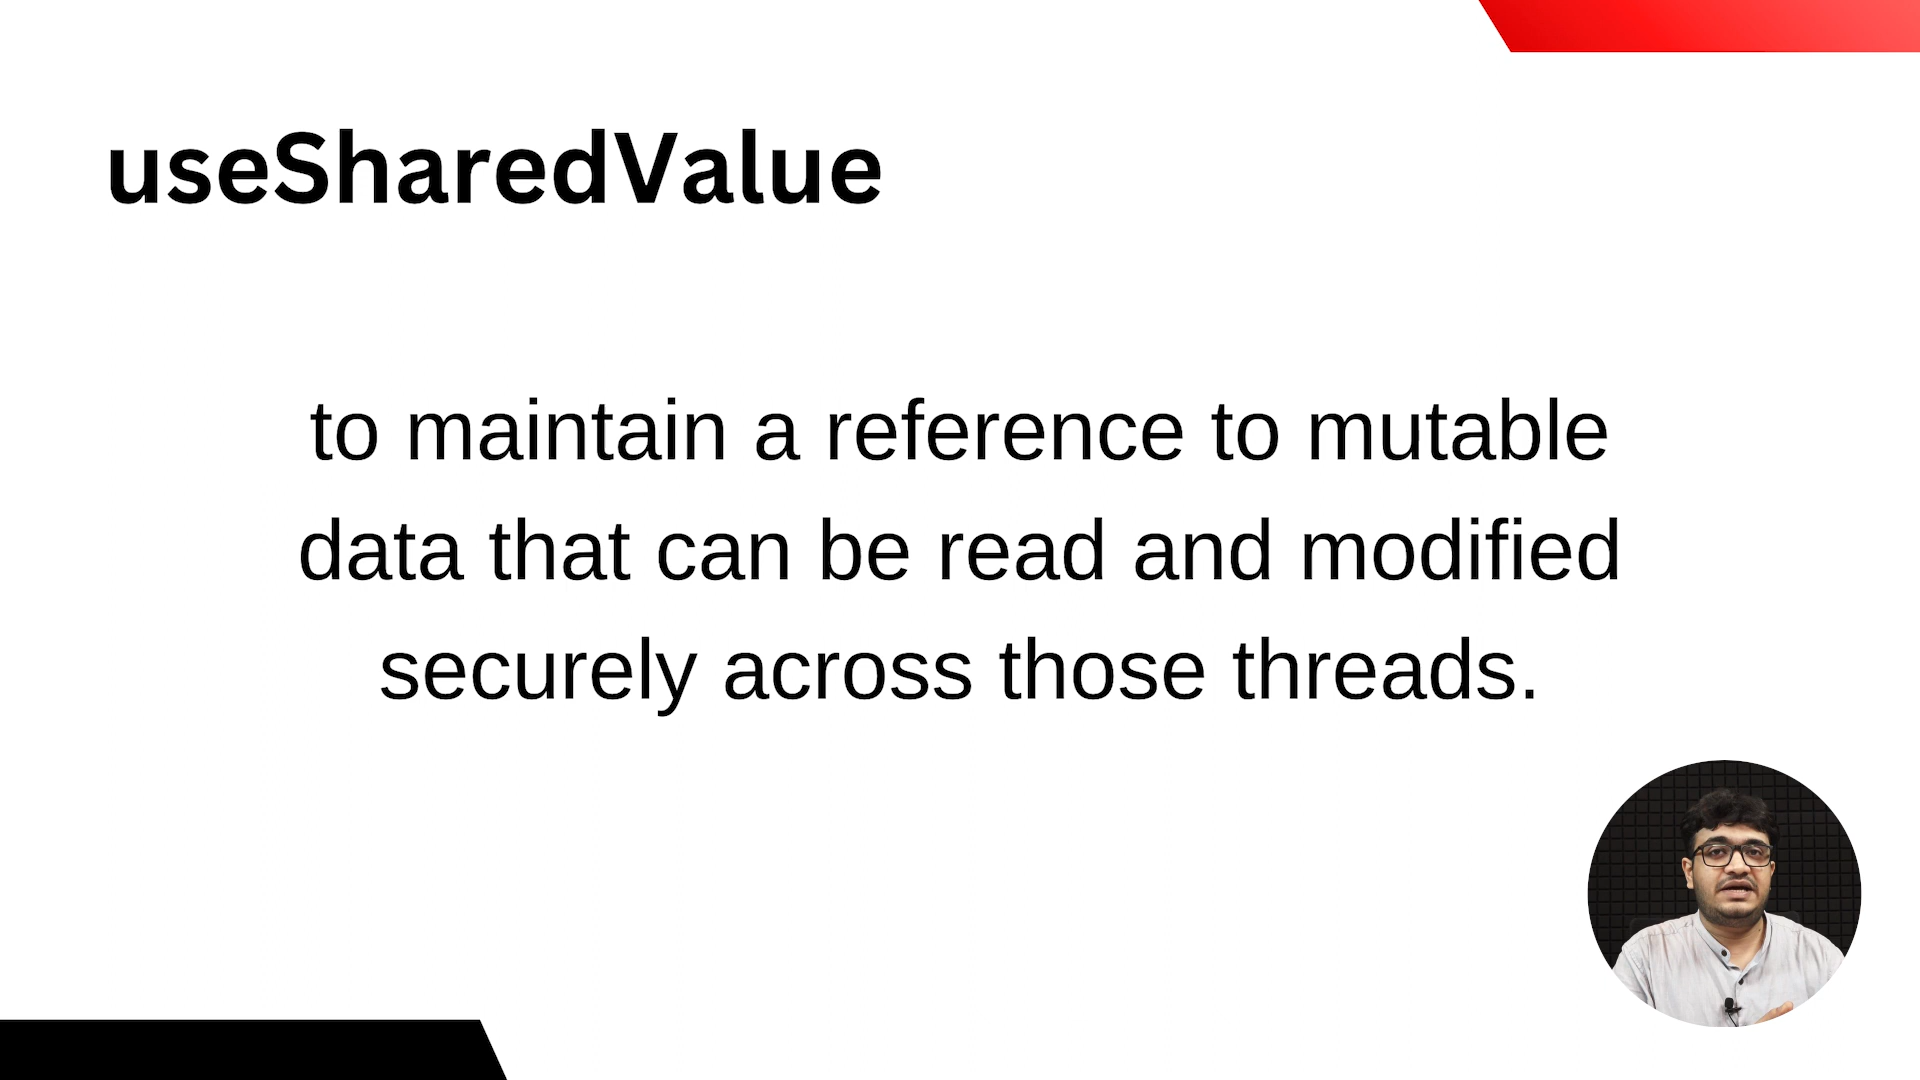 useSharedValue
to maintain a reference to mutable
data that can be read and modified
securely across those threads.